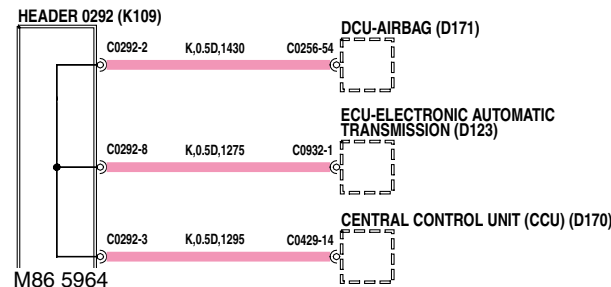 HEADER 0292 (K109)
DCU-AIRBAG (D171)
C0292-2 K,0.5D,1430 C0256-54
ECU-ELECTRONIC AUTOMATIC
TRANSMISSION (D123)
C0292-8 K,0.5D,1275 C0932-1
CENTRAL CONTROL UNIT (CCU) (D170)
C0292-3 K,0.5D,1295 C0429-14
M86 5964